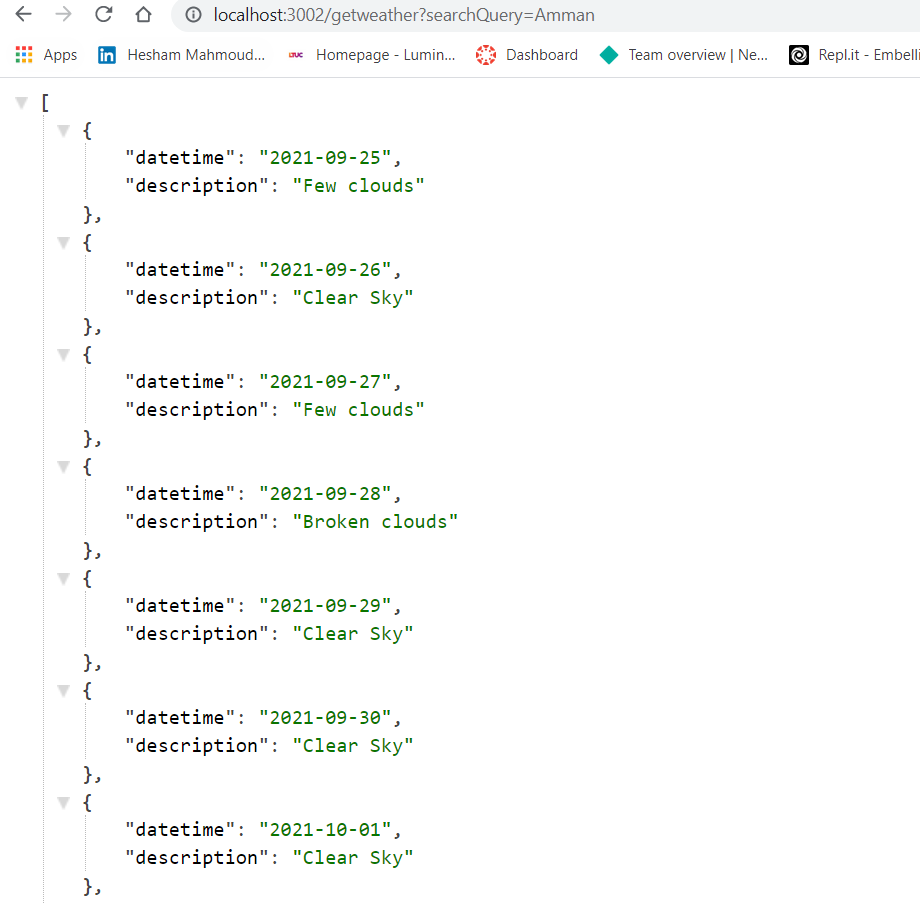 localhost:3002/getweather?searchQuery=Amman
Apps Hesham Mahmoud... LTUC Homepage - Lumin... Dashboard Team overview | Ne... Repl.it - Embelli
[
{
"datetime": "2021-09-25",
"description": "Few clouds"
},
{
"datetime": "2021-09-26",
"description": "Clear Sky"
},
{
"datetime": "2021-09-27",
"description": "Few clouds"
},
{
"datetime": "2021-09-28",
"description": "Broken clouds"
},
{
"datetime": "2021-09-29",
"description": "Clear Sky"
},
{
"datetime": "2021-09-30",
"description": "Clear Sky"
},
{
"datetime": "2021-10-01",
"description": "Clear Sky"
},